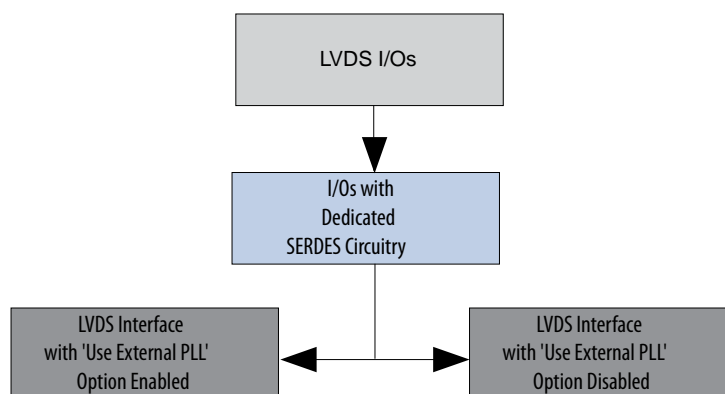 LVDS I/Os
I/Os with
Dedicated
SERDES Circuitry
LVDS Interface
with 'Use External PLL'
Option Enabled
LVDS Interface
with 'Use External PLL'
Option Disabled